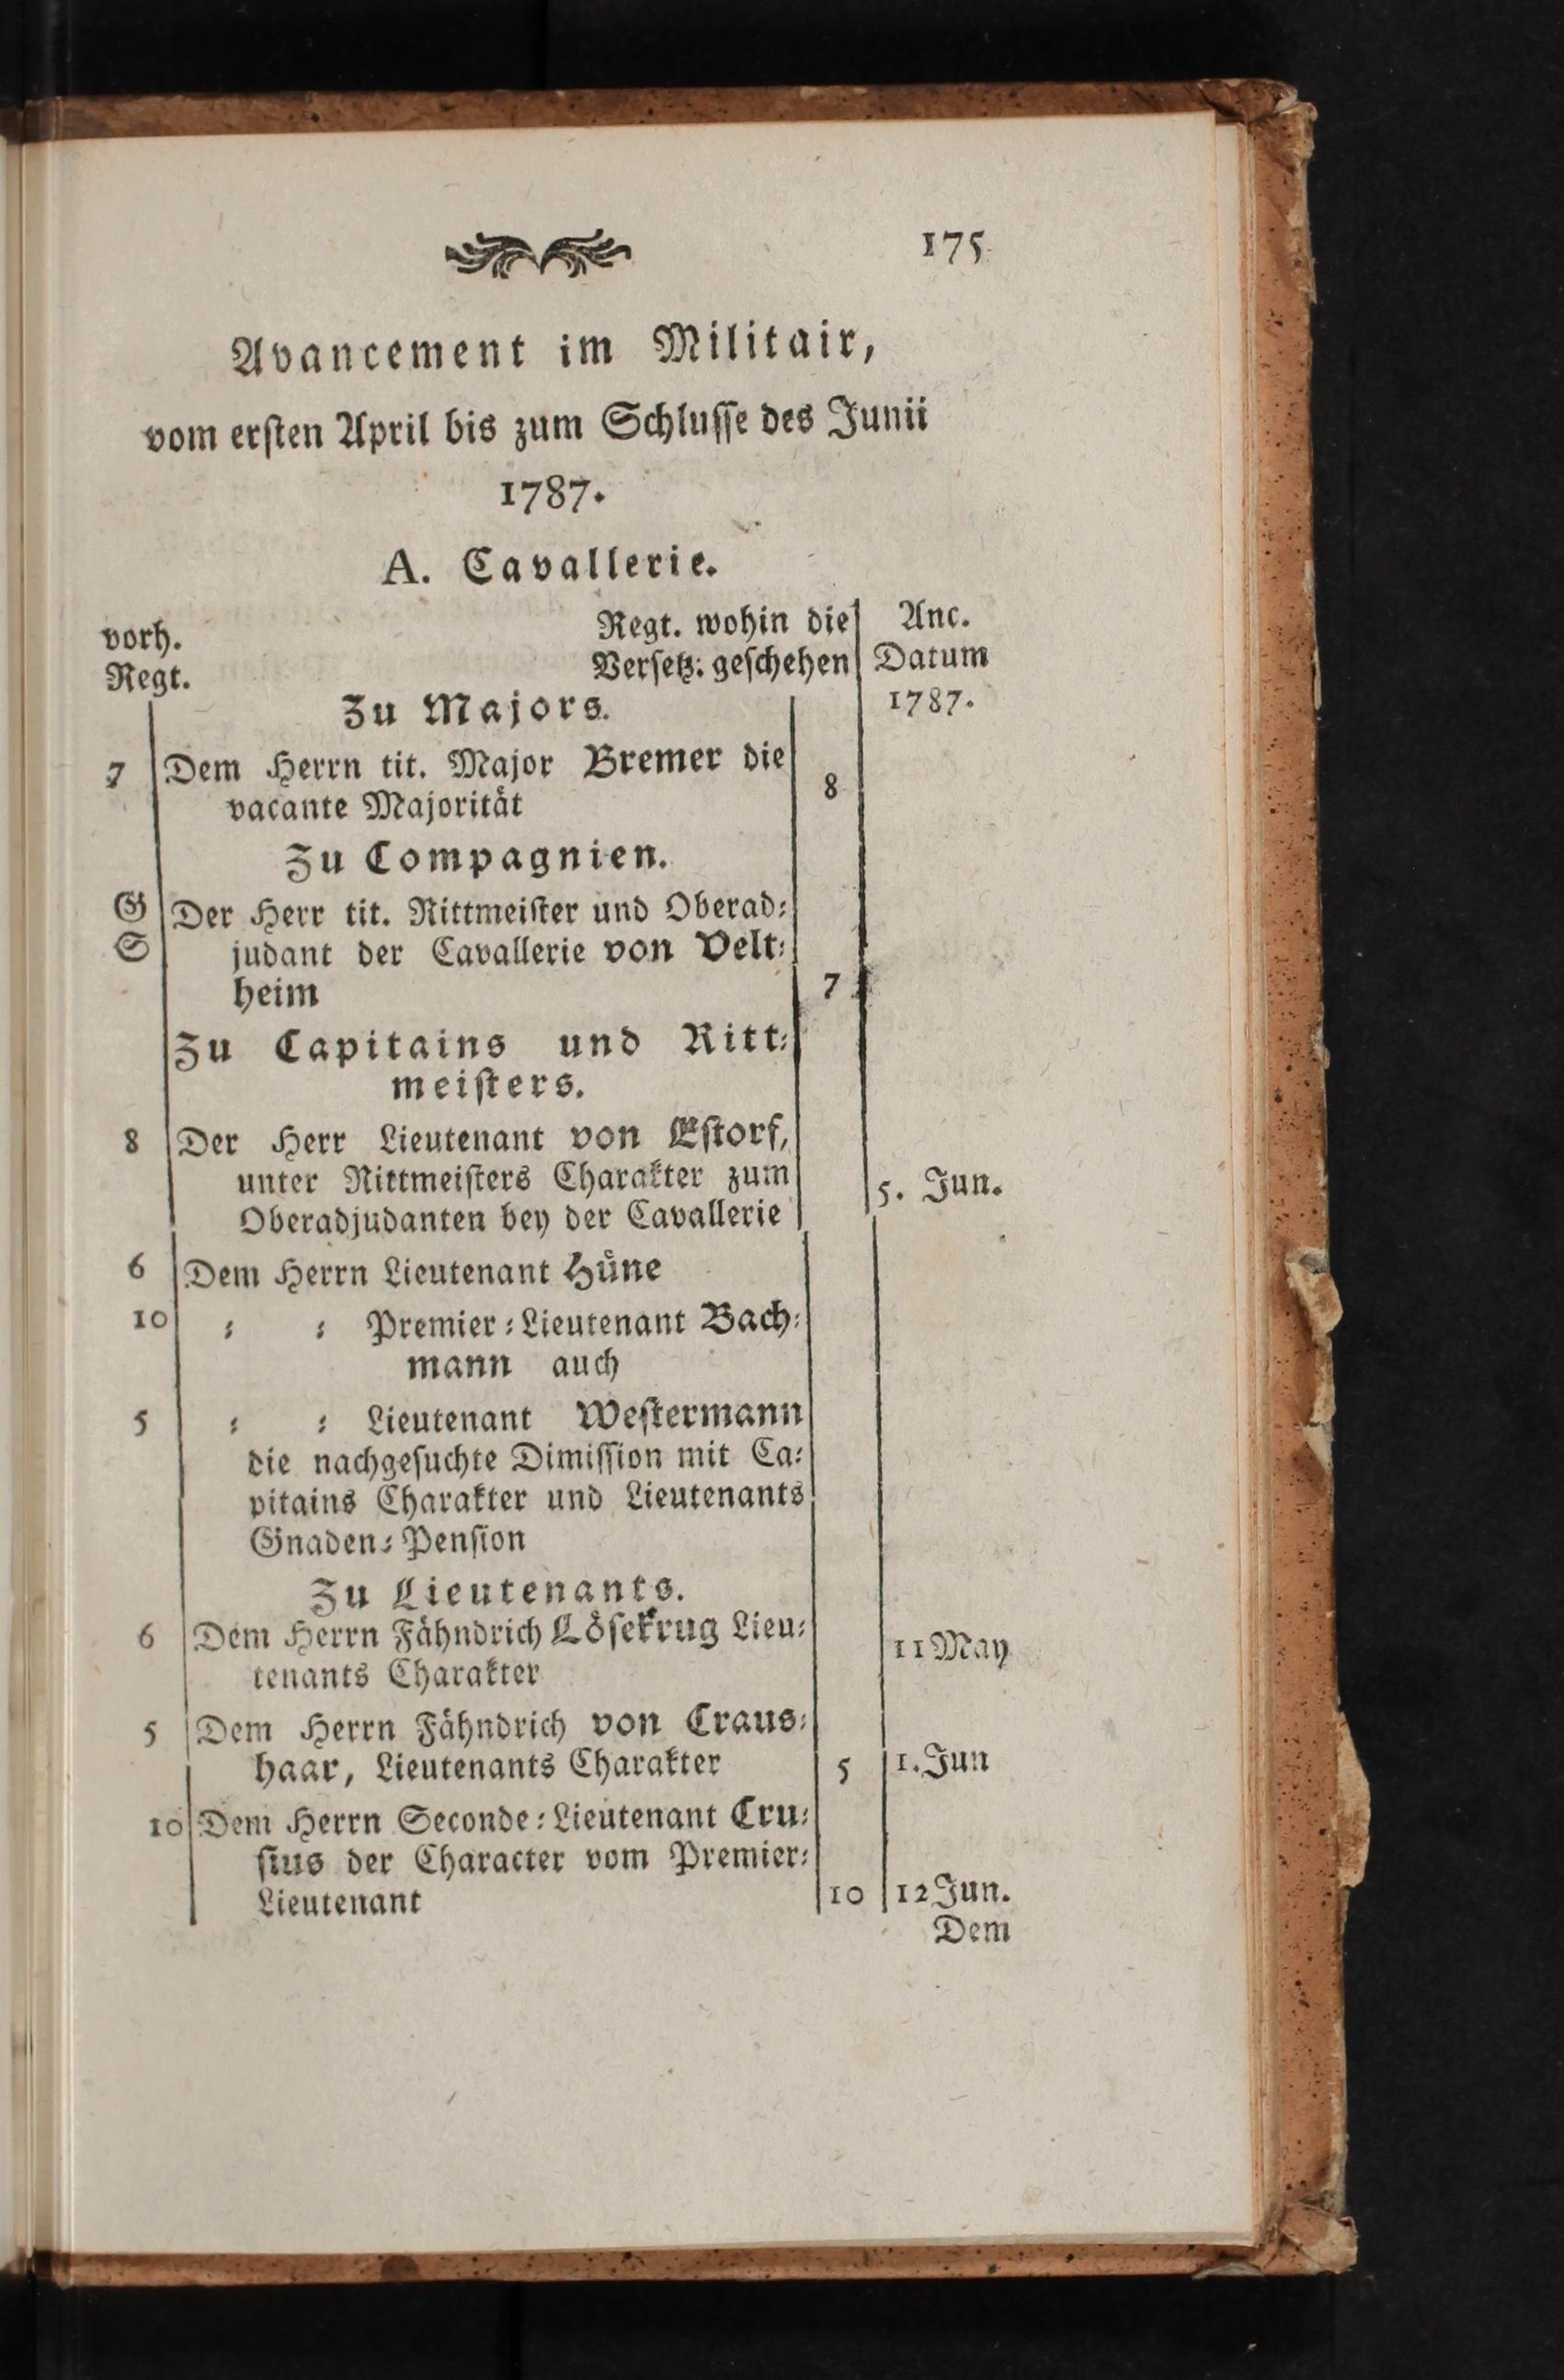 175
Avancement im Militair,
vom erſten April bis zum Schluſſe des Junii
1787.
A. Cavallerie.
vorh. Regt. wohin die Anc.
Regt. Verſetz: geſchehen Datum
Zu Majors. 1787.
7 Dem Herrn tit. Major Bremer die
vacante Majorität 8
Zu Compagnien.
G Der Herr tit. Rittmeiſter und Oberad⸗
S judant der Cavallerie von Velt⸗
heim 7
Zu Capitains und Ritt⸗
meiſters.
8 Der Herr Lieutenant von Eſtorf,
unter Rittmeiſters Charakter zum 5. Jun.
Oberadjudanten bey der Cavallerie
6 Dem Herrn Lieutenant Hüne
10 ⸗ ⸗ Premier⸗Lieutenant Bach⸗
mann auch
5 ⸗ ⸗ Lieutenant Weſtermann
die nachgeſuchte Dimiſſion mit Ca⸗
pitains Charakter und Lieutenants
Gnaden⸗Penſion
Zu Lieutenants.
6 Dem Herrn Fähndrich Löſekrug Lieu⸗ 11 May
tenants Charakter
5 Dem Herrn Fähndrich von Craus⸗
haar, Lieutenants Charakter 5 1. Jun
10 Dem Herrn Seconde⸗Lieutenant Cru⸗
ſius der Character vom Premier⸗
Lieutenant 10 12 Jun.
Dem